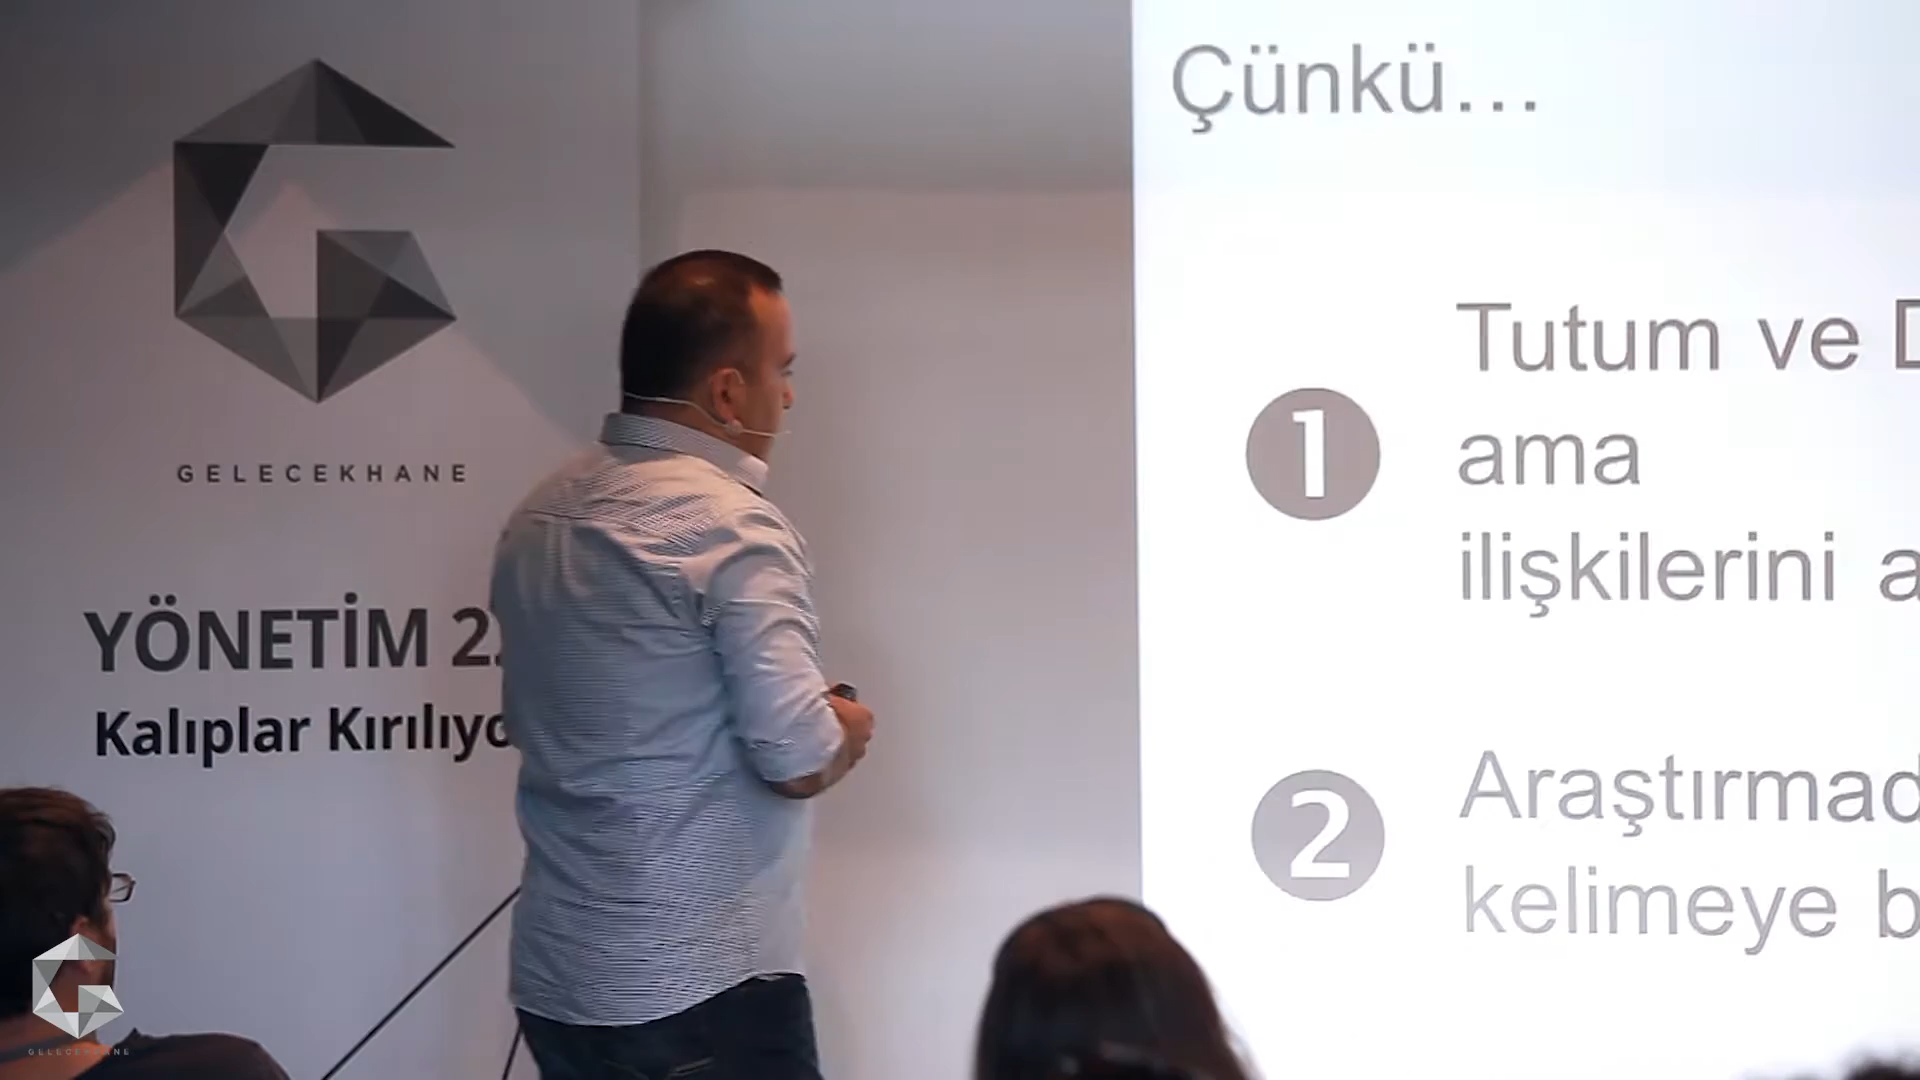 GELECEKHANE
YÖNETİM 2.
Kalıplar Kırılıyo
Çünkü...
1
Tutum ve D
ama
ilişkilerini a
2
Araştırmad
kelimeye b
GELECEKHANE